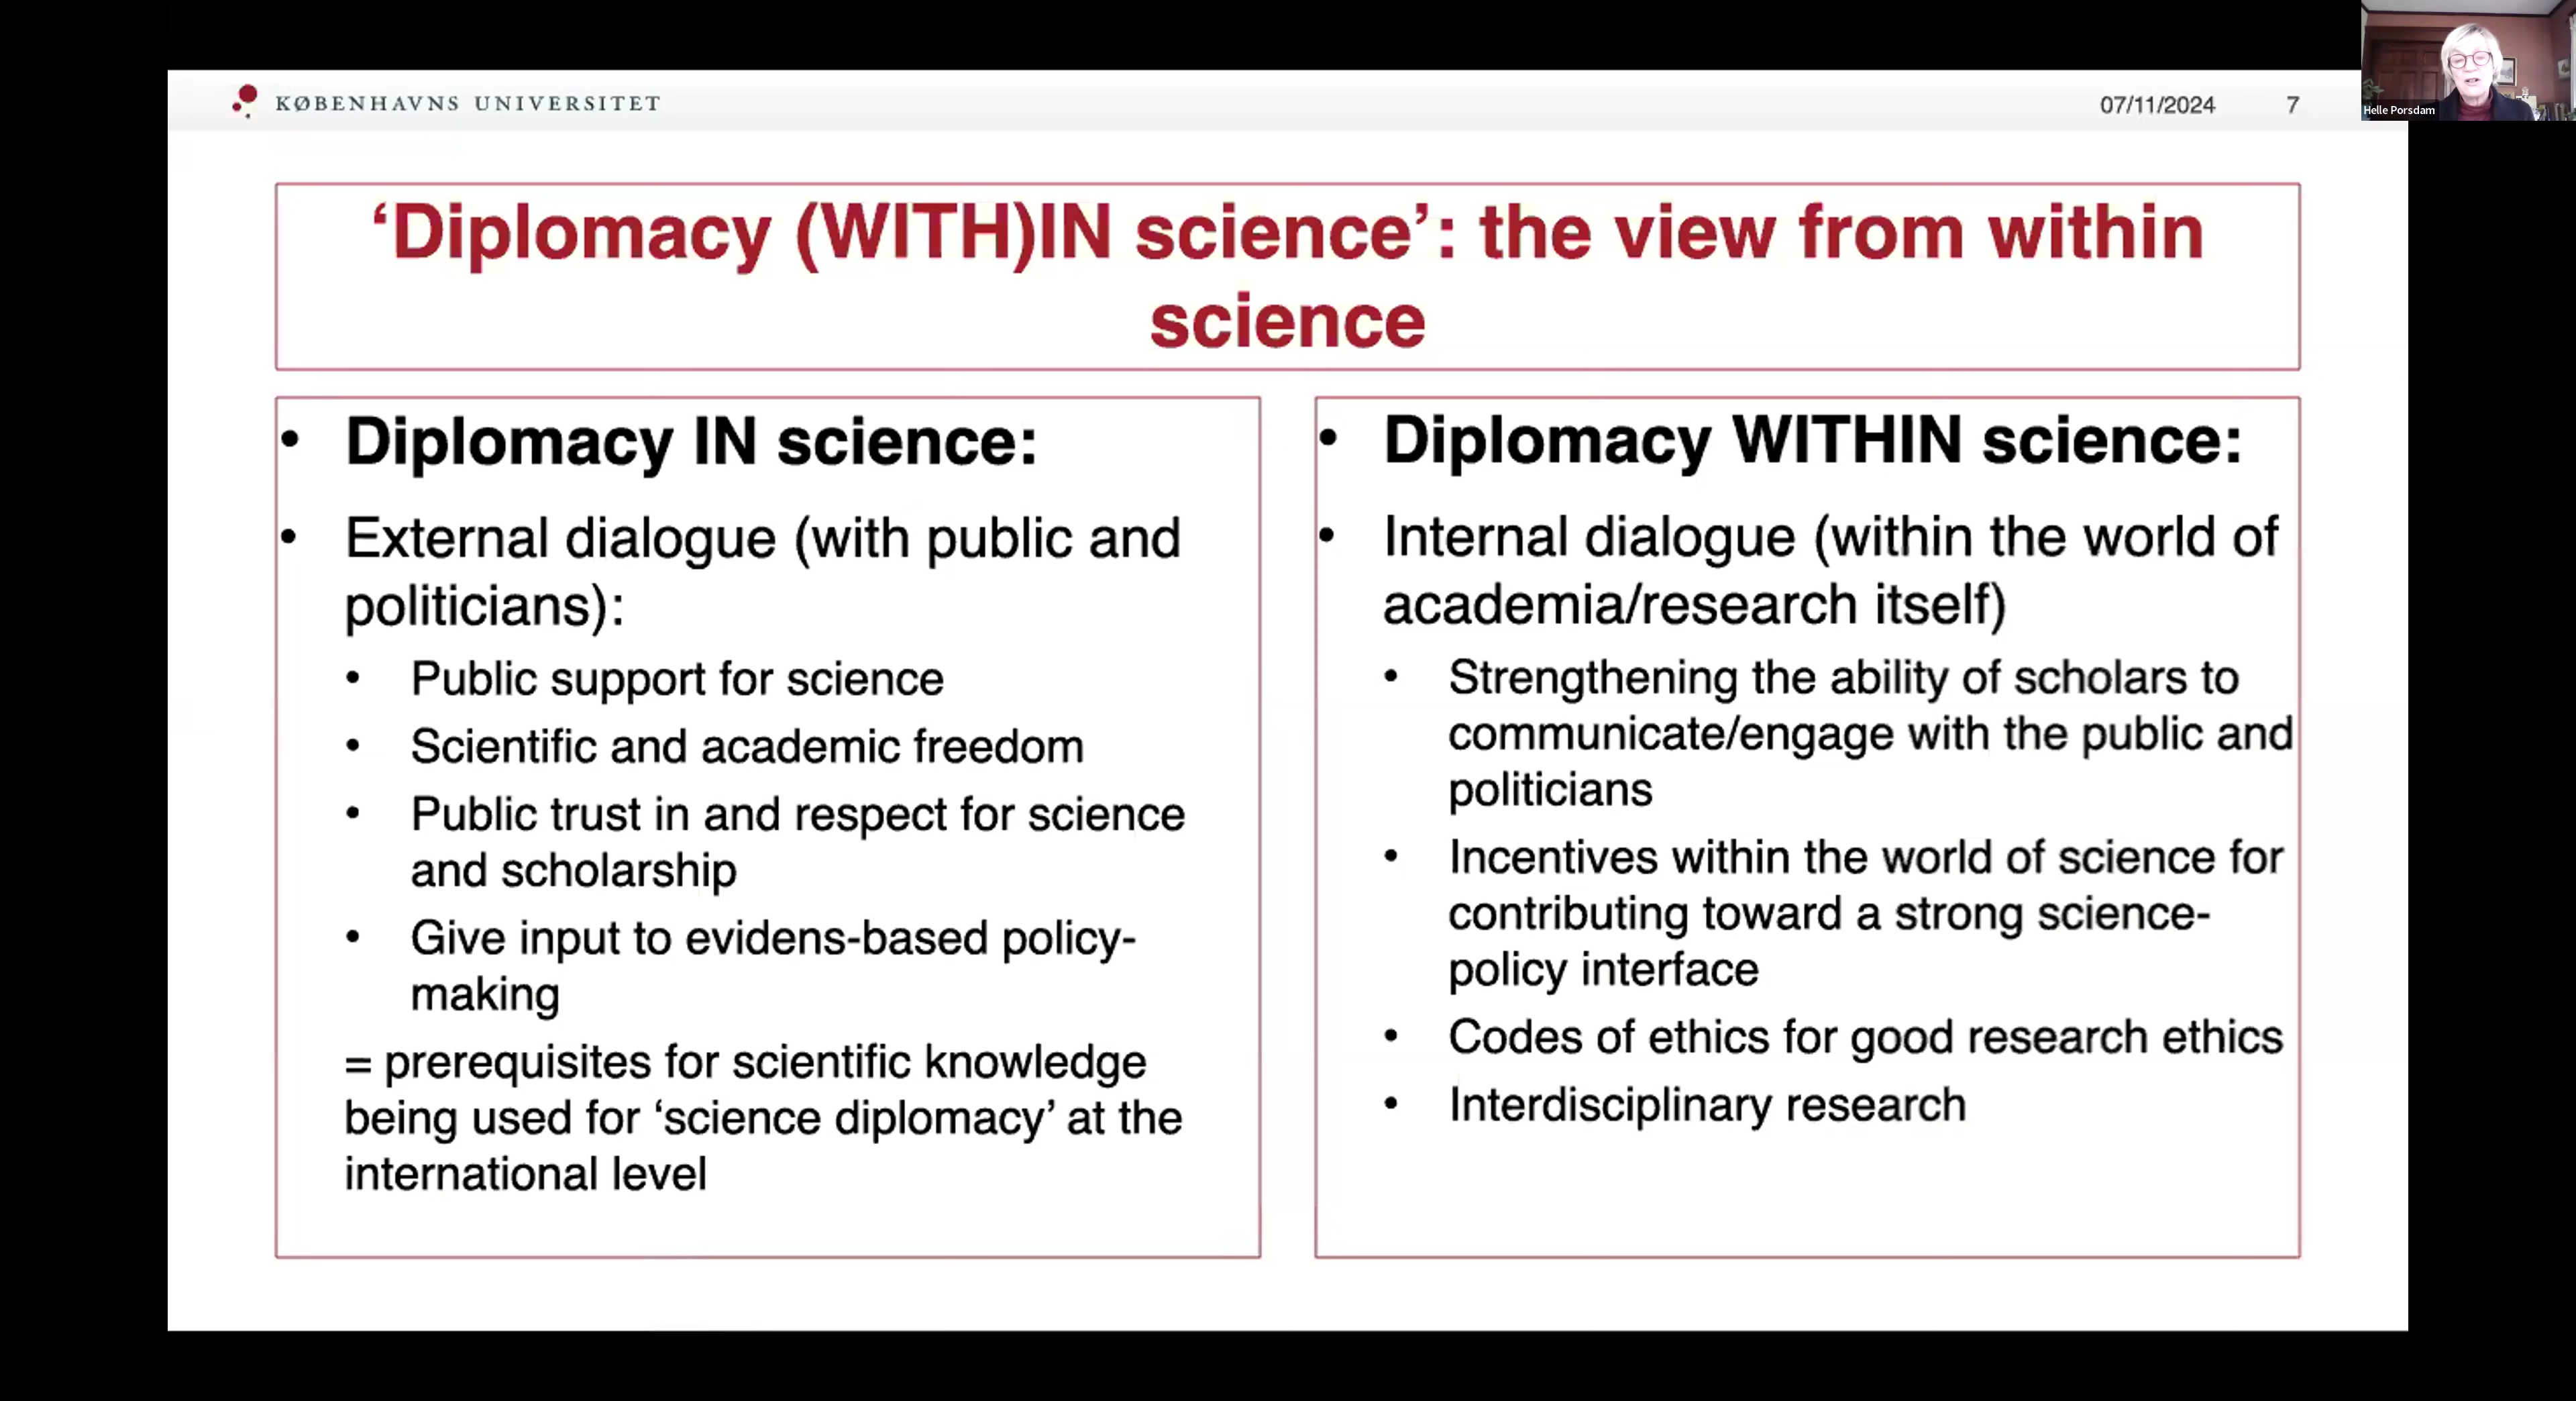 KØBENHAVNS UNIVERSITET
07/11/2024 7
Helle Porsdam
‘Diplomacy (WITH)IN science’: the view from within
science
• Diplomacy IN science:
• External dialogue (with public and
politicians):
• Public support for science
• Scientific and academic freedom
• Public trust in and respect for science
and scholarship
• Give input to evidens-based policy-
making
= prerequisites for scientific knowledge
being used for ‘science diplomacy’ at the
international level
• Diplomacy WITHIN science:
• Internal dialogue (within the world of
academia/research itself)
• Strengthening the ability of scholars to
communicate/engage with the public and
politicians
• Incentives within the world of science for
contributing toward a strong science-
policy interface
• Codes of ethics for good research ethics
• Interdisciplinary research